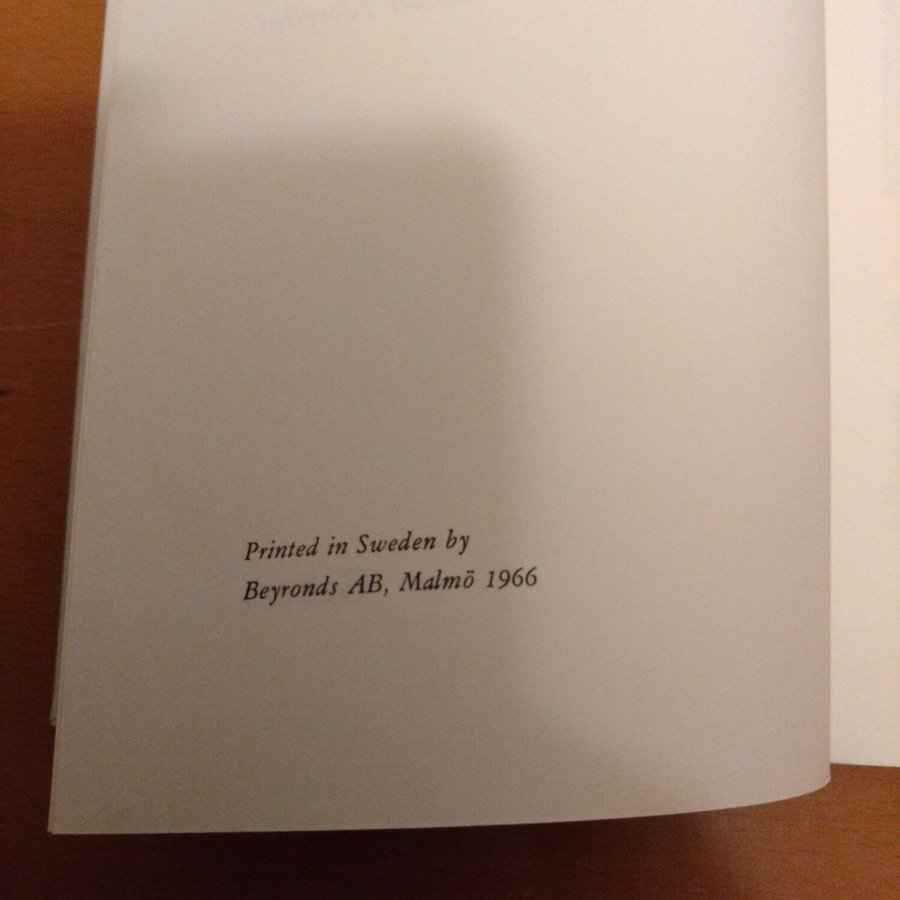 Printed in Sweden by
Beyronds AB, Malmö 1966